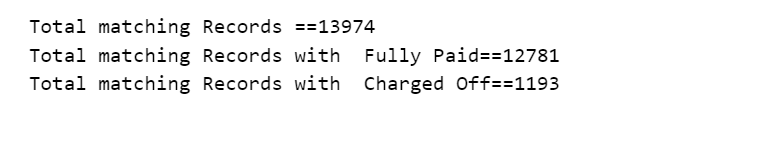 Total matching Records ==13974
Total matching Records with  Fully Paid==12781
Total matching Records with  Charged Off==1193